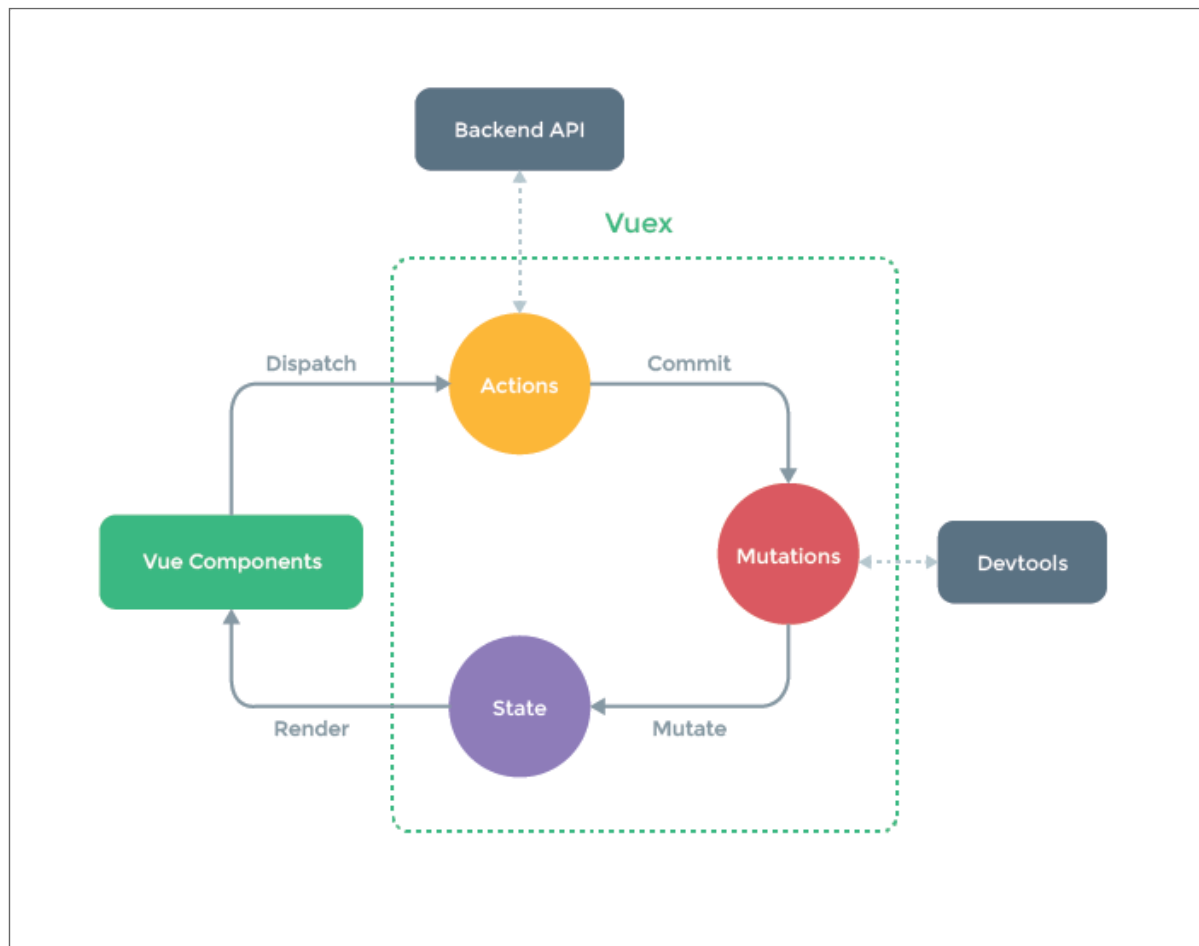 Backend API
Vuex
Dispatch
Commit
Actions
Vue Components
Mutations
Devtools
State
Render
Mutate